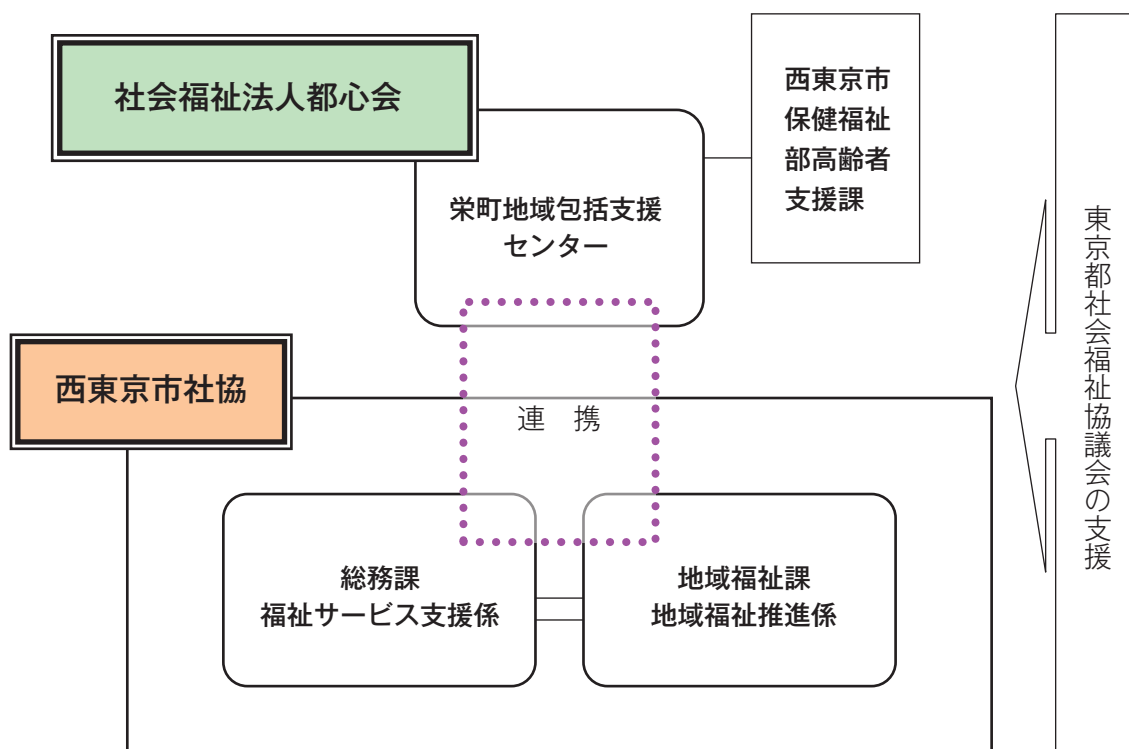 社会福祉法人都心会
西東京市
保健福祉
部高齢者
支援課
栄町地域包括支援
センター
東京都社会福祉協議会の支援
西東京市社協
連　携
総務課
福祉サービス支援係
地域福祉課
地域福祉推進係